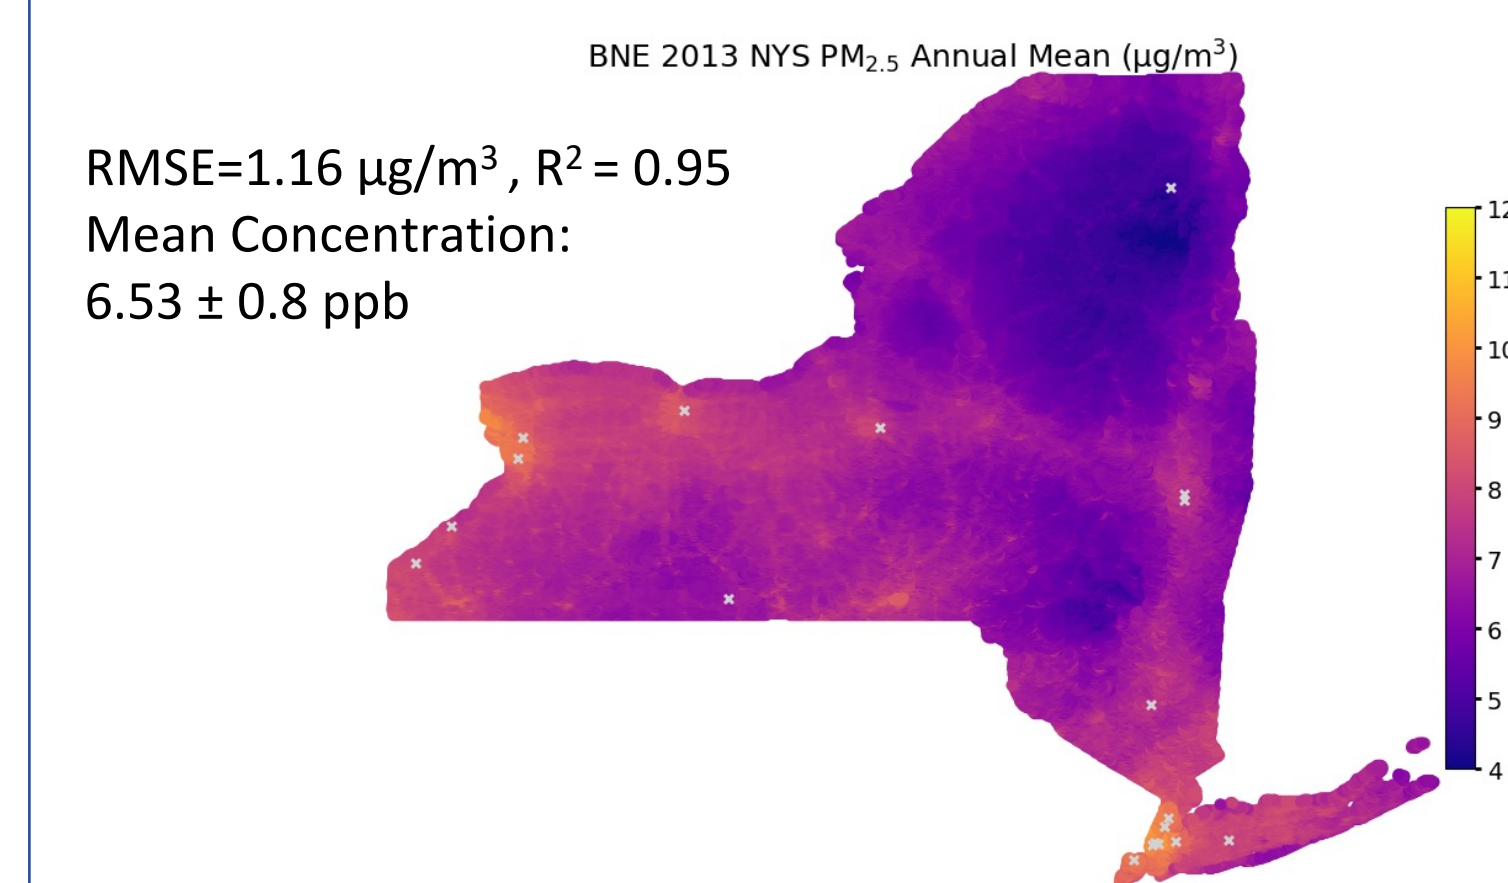 BNE 2013 NYS PM₂.₅ Annual Mean (µg/m³)
RMSE=1.16 µg/m³ , R² = 0.95
Mean Concentration:
6.53 ± 0.8 ppb
9
8
7
6
5
4